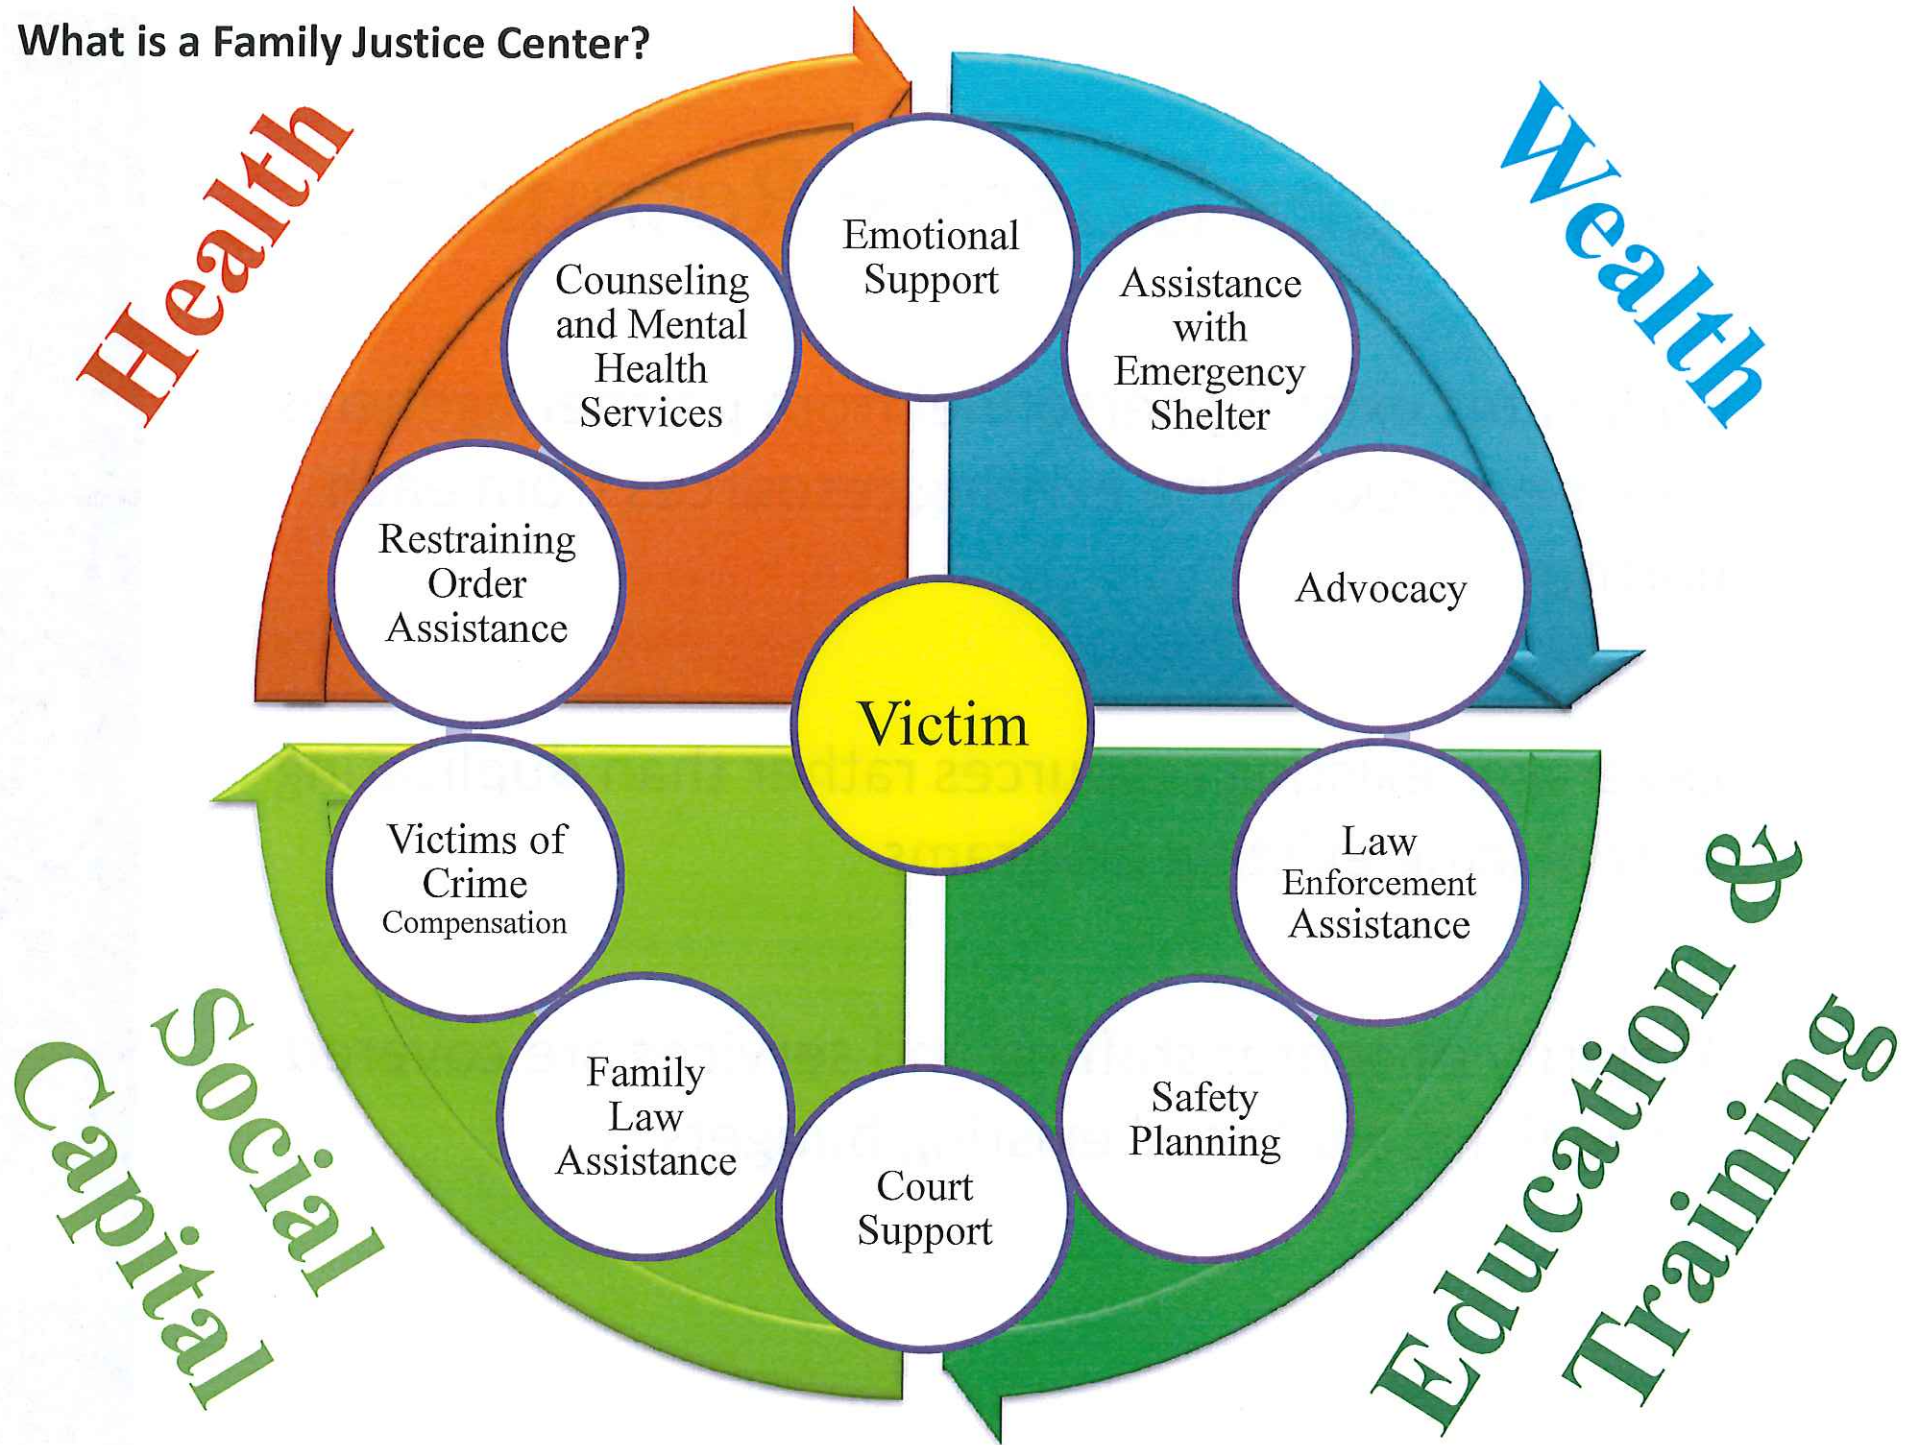 What is a Family Justice Center?
Health
Wealth
Emotional
Support
Counseling
and Mental
Health
Services
Assistance
with
Emergency
Shelter
Restraining
Order
Assistance
Advocacy
Victim
Victims of
Crime
Compensation
Law
Enforcement
Assistance
Family
Law
Assistance
Safety
Planning
Court
Support
Social
Capital
Education &
Training